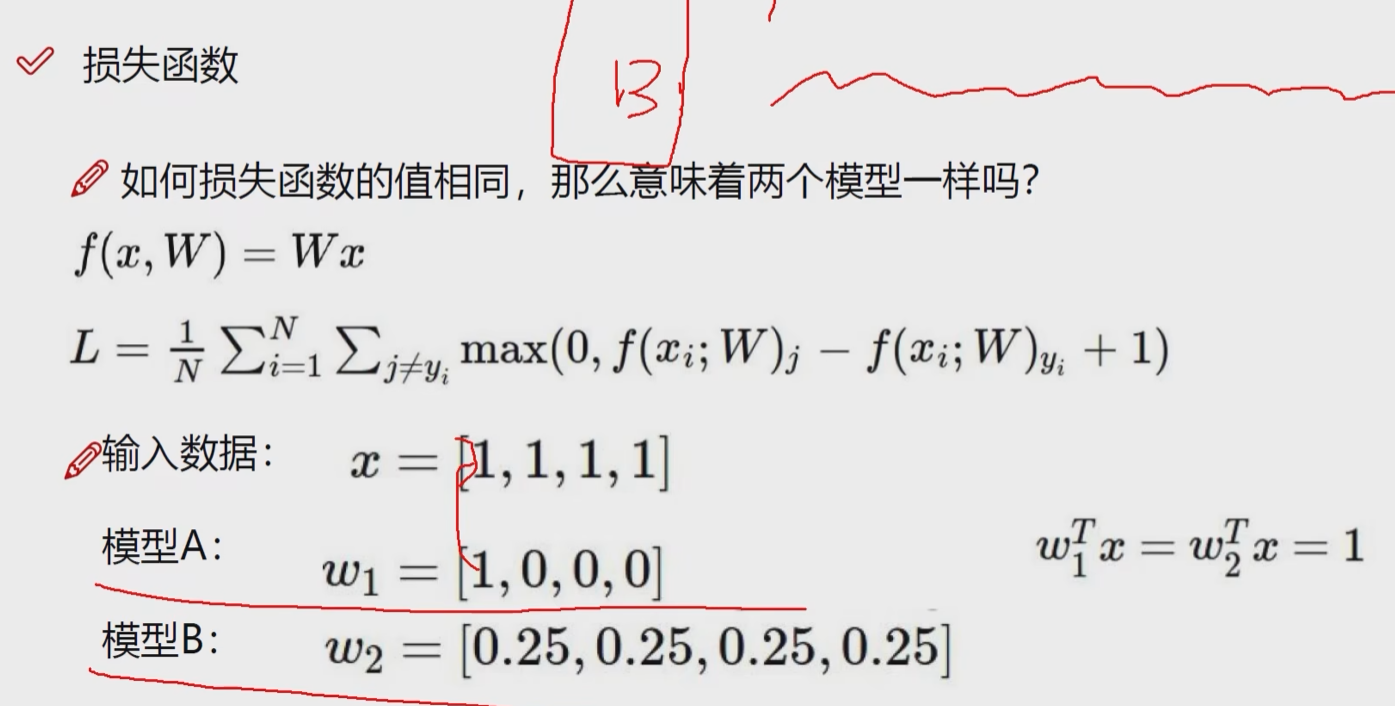 损失函数
B
如何损失函数的值相同，那么意味着两个模型一样吗？
f(x, W) = Wx
L = \frac{1}{N} \sum_{i=1}^{N} \sum_{j \neq y_i} \max(0, f(x_i; W)_j - f(x_i; W)_{y_i} + 1)
输入数据： x = [1, 1, 1, 1]
模型A： w_1 = [1, 0, 0, 0]
w_1^T x = w_2^T x = 1
模型B： w_2 = [0.25, 0.25, 0.25, 0.25]